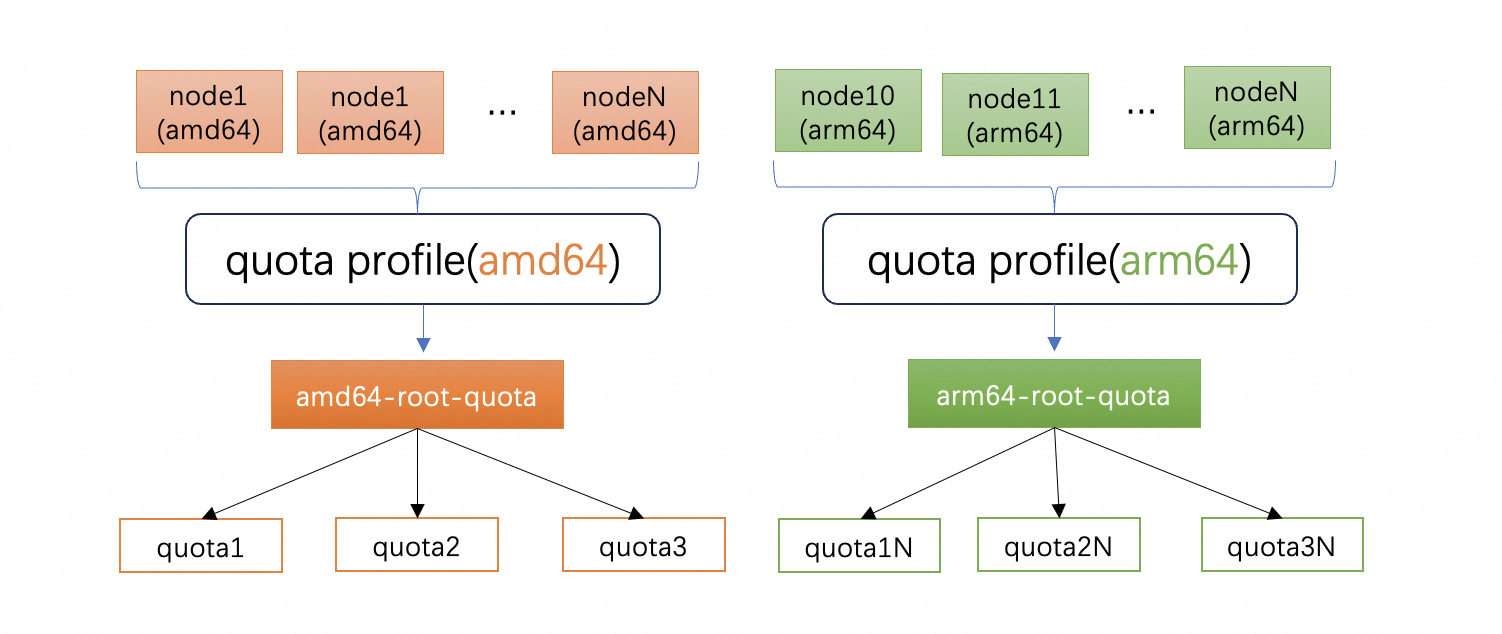 node1
(amd64)
node1
(amd64)
...
nodeN
(amd64)
node10
(arm64)
node11
(arm64)
...
nodeN
(arm64)
quota profile(amd64)
quota profile(arm64)
amd64-root-quota
arm64-root-quota
quota1
quota2
quota3
quota1N
quota2N
quota3N